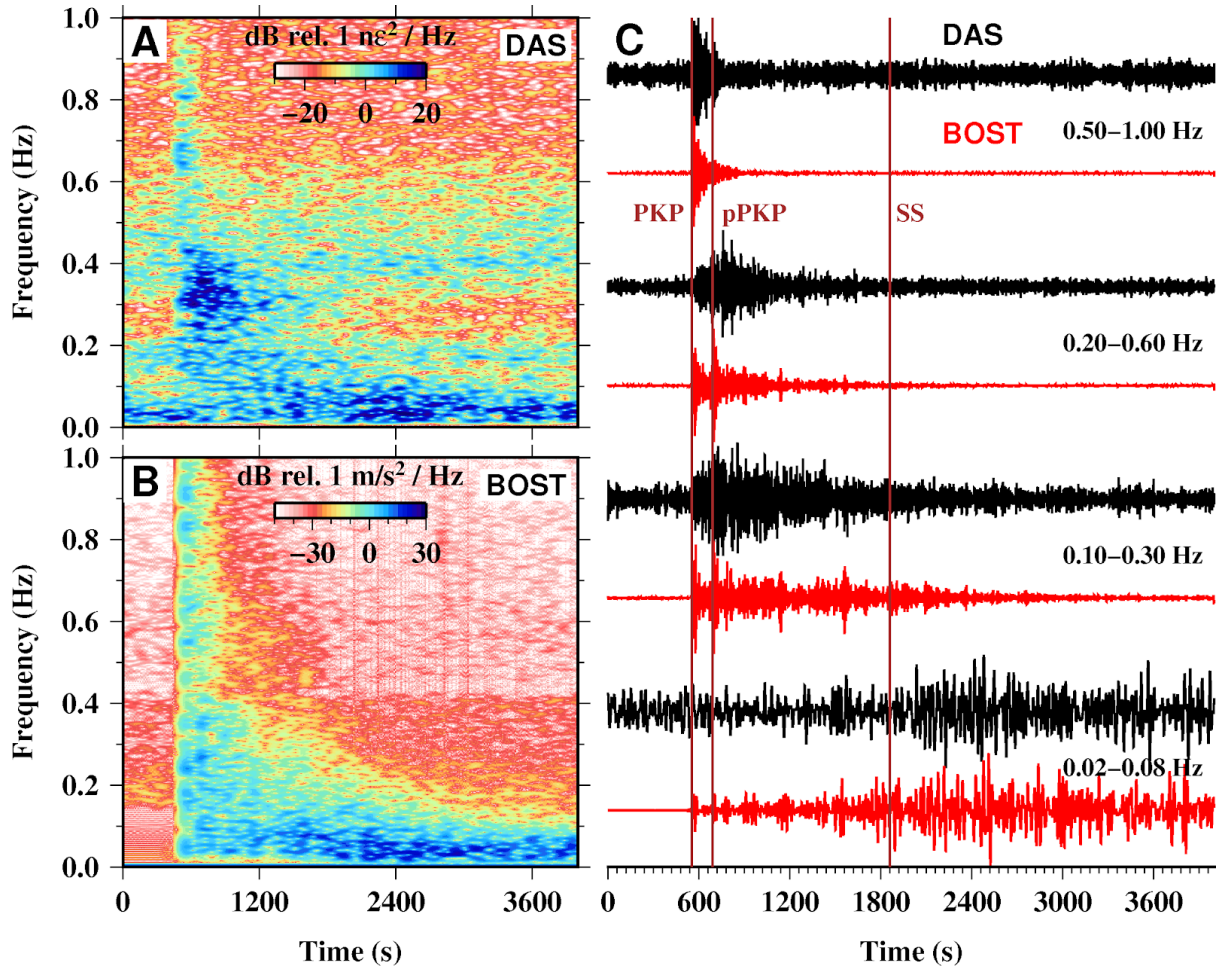 A
dB rel. 1 nε² / Hz
DAS
−20 0 20
1.0
0.8
0.6
0.4
0.2
0.0
Frequency (Hz)
0 1200 2400 3600
B
dB rel. 1 m/s² / Hz
BOST
−30 0 30
1.0
0.8
0.6
0.4
0.2
0.0
Frequency (Hz)
0 1200 2400 3600
Time (s)
C
DAS
0.50–1.00 Hz
BOST
PKP pPKP SS
0.20–0.60 Hz
0.10–0.30 Hz
0.02–0.08 Hz
0 600 1200 1800 2400 3000 3600
Time (s)